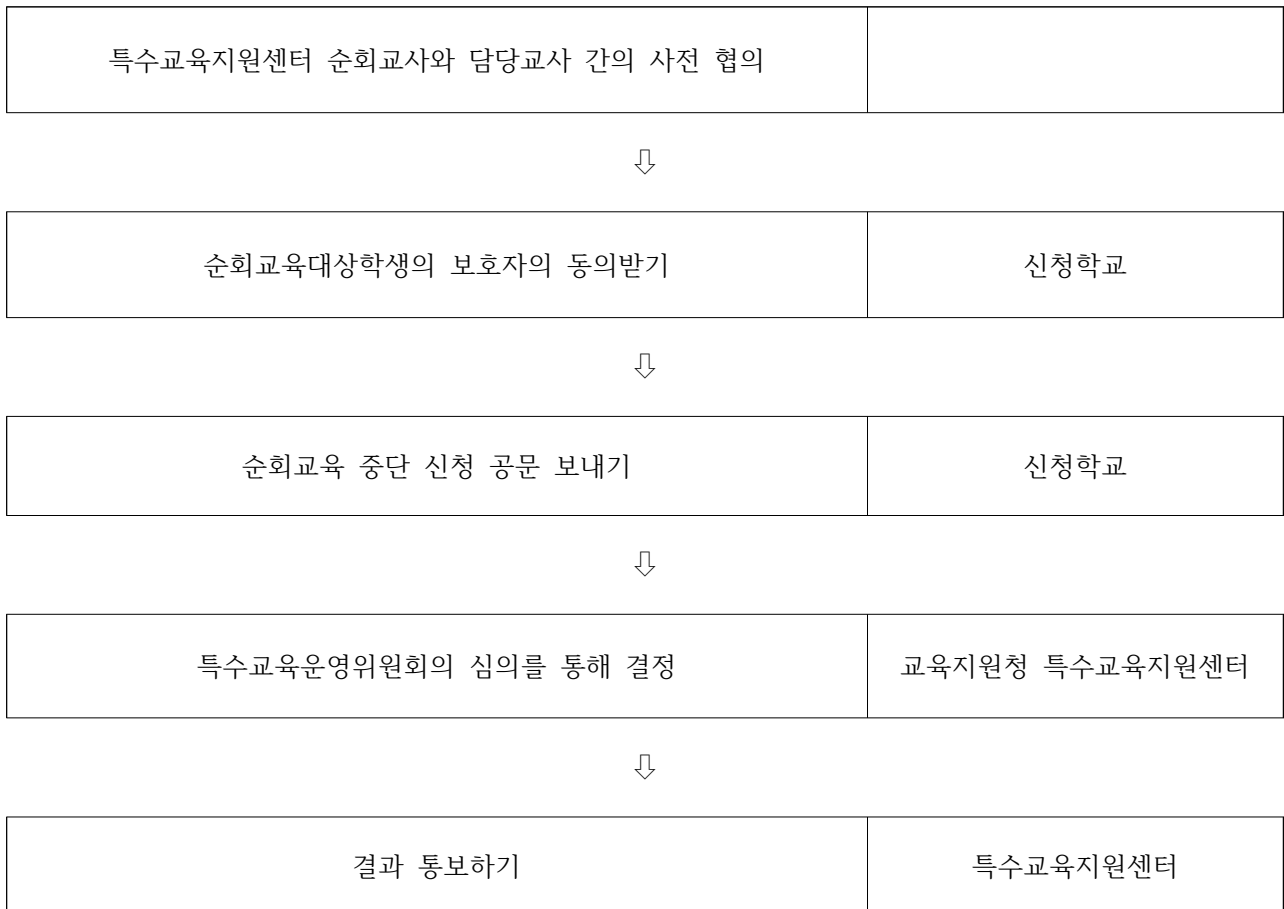 특수교육지원센터 순회교사와 담당교사 간의 사전 협의
⇩
순회교육대상학생의 보호자의 동의받기 신청학교
⇩
순회교육 중단 신청 공문 보내기 신청학교
⇩
특수교육운영위원회의 심의를 통해 결정 교육지원청 특수교육지원센터
⇩
결과 통보하기 특수교육지원센터